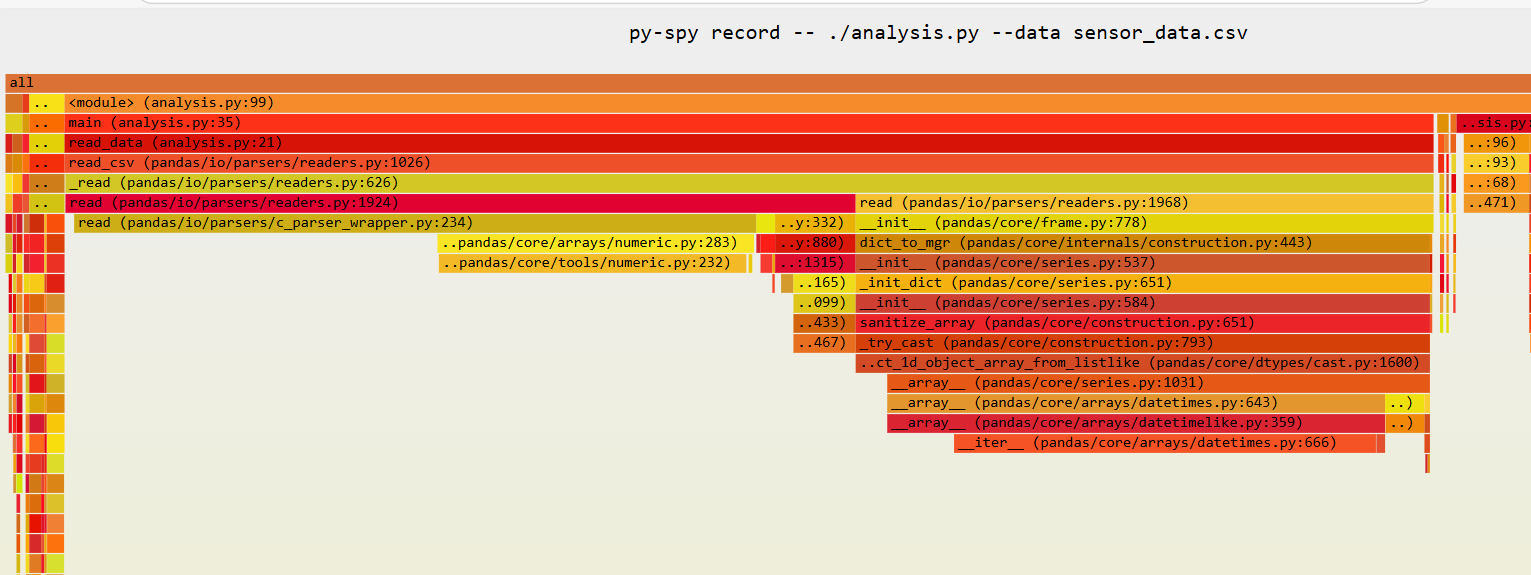 py-spy record -- ./analysis.py --data sensor_data.csv
all
.. <module> (analysis.py:99)
.. main (analysis.py:35) ..sis.py:
.. read_data (analysis.py:21) ..:96)
.. read_csv (pandas/io/parsers/readers.py:1026) ..:93)
.. _read (pandas/io/parsers/readers.py:626) ..:68)
.. read (pandas/io/parsers/readers.py:1924) read (pandas/io/parsers/readers.py:1968) ..:471)
read (pandas/io/parsers/c_parser_wrapper.py:234) ..y:332) __init__ (pandas/core/frame.py:778)
..pandas/core/arrays/numeric.py:283) ..y:880) dict_to_mgr (pandas/core/internals/construction.py:443)
..pandas/core/tools/numeric.py:232) ..:1315) __init__ (pandas/core/series.py:537)
..165) _init_dict (pandas/core/series.py:651)
..099) __init__ (pandas/core/series.py:584)
..433) sanitize_array (pandas/core/construction.py:651)
..467) _try_cast (pandas/core/construction.py:793)
..ct_1d_object_array_from_listlike (pandas/core/dtypes/cast.py:1600)
__array__ (pandas/core/series.py:1031)
__array__ (pandas/core/arrays/datetimes.py:643) ..)
__array__ (pandas/core/arrays/datetimelike.py:359) ..)
__iter__ (pandas/core/arrays/datetimes.py:666)